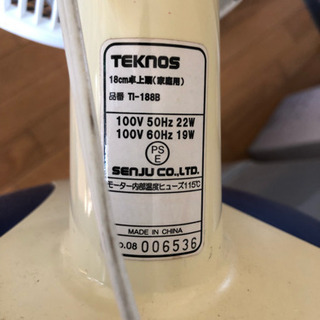 TEKNOS
18cm卓上扇(家庭用)
品番 TI-188B
100V 50Hz 22W
100V 60Hz 19W
PS
E
SENJU CO.,LTD.
モーター内部温度ヒューズ115℃
MADE IN CHINA
No.08 006536